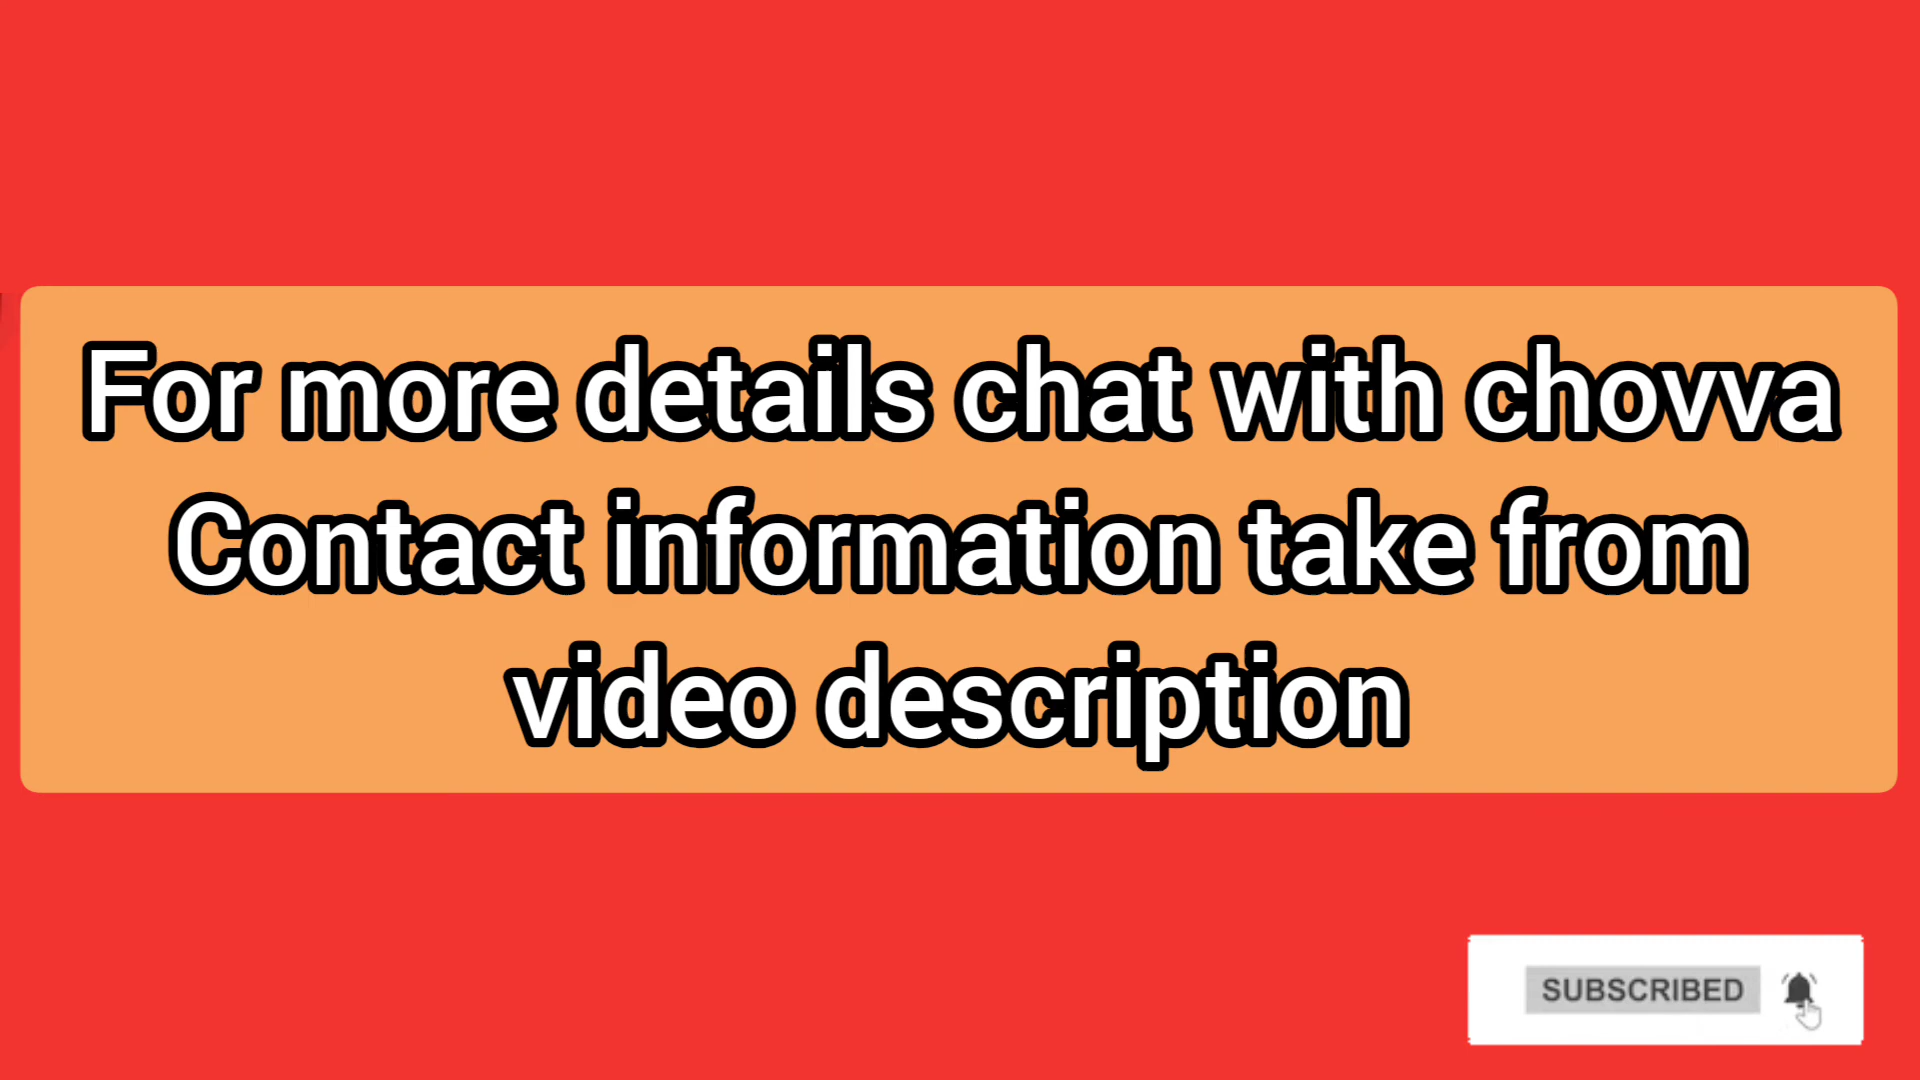 For more details chat with chovva
Contact information take from
video description
SUBSCRIBED